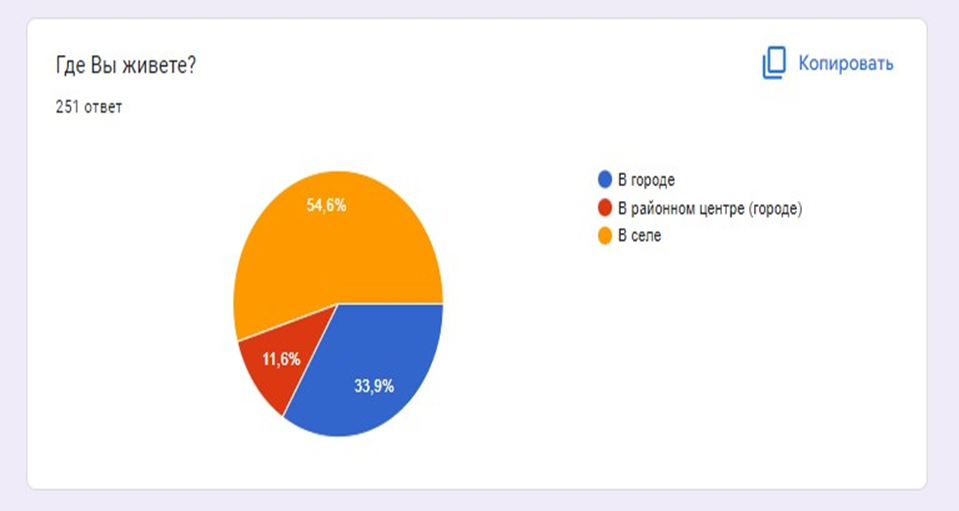 Где Вы живете?
Копировать
251 ответ
В городе
В районном центре (городе)
В селе
54,6%
11,6%
33,9%